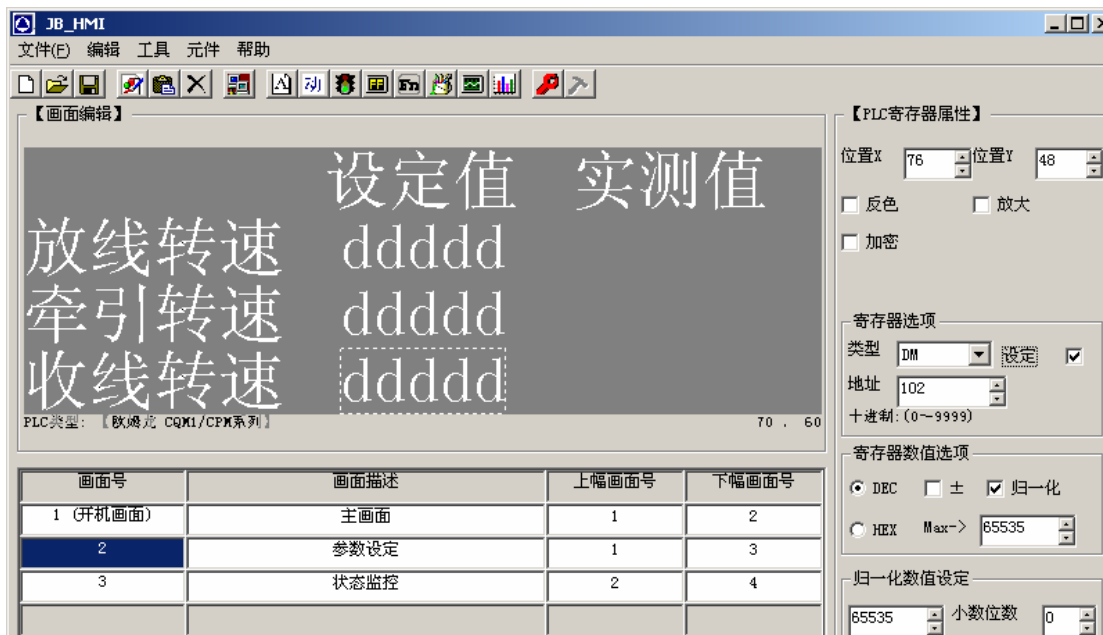 JB_HMI
文件(F) 编辑 工具 元件 帮助
【画面编辑】
设定值 实测值
放线转速 ddddd
牵引转速 ddddd
收线转速 ddddd
PLC类型: 【欧姆龙 CQM1/CPM系列】 70 , 60
画面号 画面描述 上幅画面号 下幅画面号
1 (开机画面) 主画面 1 2
2 参数设定 1 3
3 状态监控 2 4
【PLC寄存器属性】
位置X 76 位置Y 48
反色 放大
加密
寄存器选项
类型 DM 设定
地址 102
十进制:(0--9999)
寄存器数值选项
DEC ± 归一化
HEX Max-> 65535
归一化数值设定
65535 小数位数 0